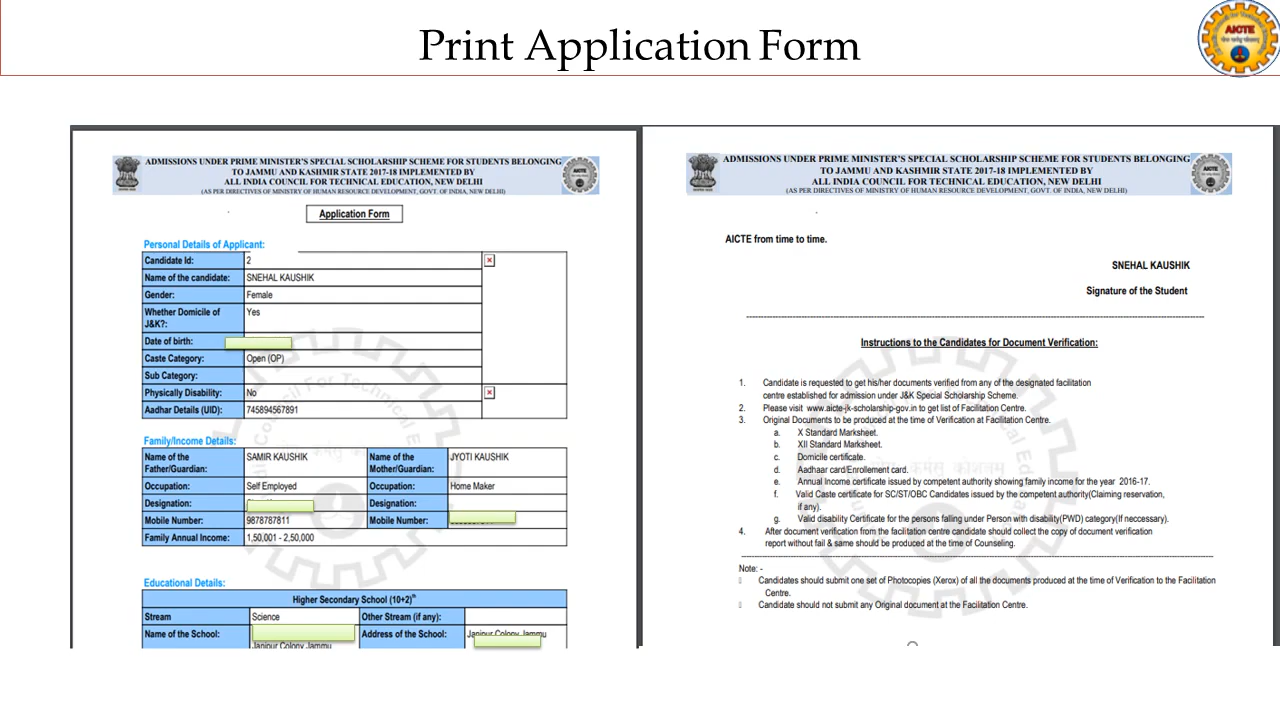 Print Application Form
AICTE
ADMISSIONS UNDER PRIME MINISTER'S SPECIAL SCHOLARSHIP SCHEME FOR STUDENTS BELONGING
TO JAMMU AND KASHMIR STATE 2017-18 IMPLEMENTED BY
ALL INDIA COUNCIL FOR TECHNICAL EDUCATION, NEW DELHI
(AS PER DIRECTIVES OF MINISTRY OF HUMAN RESOURCE DEVELOPMENT, GOVT. OF INDIA, NEW DELHI)
Application Form
Personal Details of Applicant:
Candidate Id: 2
Name of the candidate: SNEHAL KAUSHIK
Gender: Female
Whether Domicile of Yes
J&K?:
Date of birth:
Caste Category: Open (OP)
Sub Category:
Physically Disability: No
Aadhar Details (UID): 745894567891
Family/Income Details:
Name of the SAMIR KAUSHIK Name of the JYOTI KAUSHIK
Father/Guardian: Mother/Guardian:
Occupation: Self Employed Occupation: Home Maker
Designation: Designation:
Mobile Number: 9878787811 Mobile Number:
Family Annual Income: 1,50,001 - 2,50,000
Educational Details:
Higher Secondary School (10+2)th
Stream Science Other Stream (if any):
Name of the School: Address of the School: Janipur Colony Jammu
Janipur Colony Jammu
ADMISSIONS UNDER PRIME MINISTER'S SPECIAL SCHOLARSHIP SCHEME FOR STUDENTS BELONGING
TO JAMMU AND KASHMIR STATE 2017-18 IMPLEMENTED BY
ALL INDIA COUNCIL FOR TECHNICAL EDUCATION, NEW DELHI
(AS PER DIRECTIVES OF MINISTRY OF HUMAN RESOURCE DEVELOPMENT, GOVT. OF INDIA, NEW DELHI)
AICTE from time to time.
SNEHAL KAUSHIK
Signature of the Student
Instructions to the Candidates for Document Verification:
1. Candidate is requested to get his/her documents verified from any of the designated facilitation
centre established for admission under J&K Special Scholarship Scheme.
2. Please visit www.aicte-jk-scholarship-gov.in to get list of Facilitation Centre.
3. Original Documents to be produced at the time of Verification at Facilitation Centre.
a. X Standard Marksheet.
b. XII Standard Marksheet.
c. Domicile certificate.
d. Aadhaar card/Enrollement card.
e. Annual Income certificate issued by competent authority showing family income for the year 2016-17.
f. Valid Caste certificate for SC/ST/OBC Candidates issued by the competent authority(Claiming reservation,
if any).
g. Valid disability Certificate for the persons falling under Person with disability(PWD) category(If neccessary).
4. After document verification from the facilitation centre candidate should collect the copy of document verification
report without fail & same should be produced at the time of Counseling.
Note: -
Candidates should submit one set of Photocopies (Xerox) of all the documents produced at the time of Verification to the Facilitation
Centre.
Candidate should not submit any Original document at the Facilitation Centre.